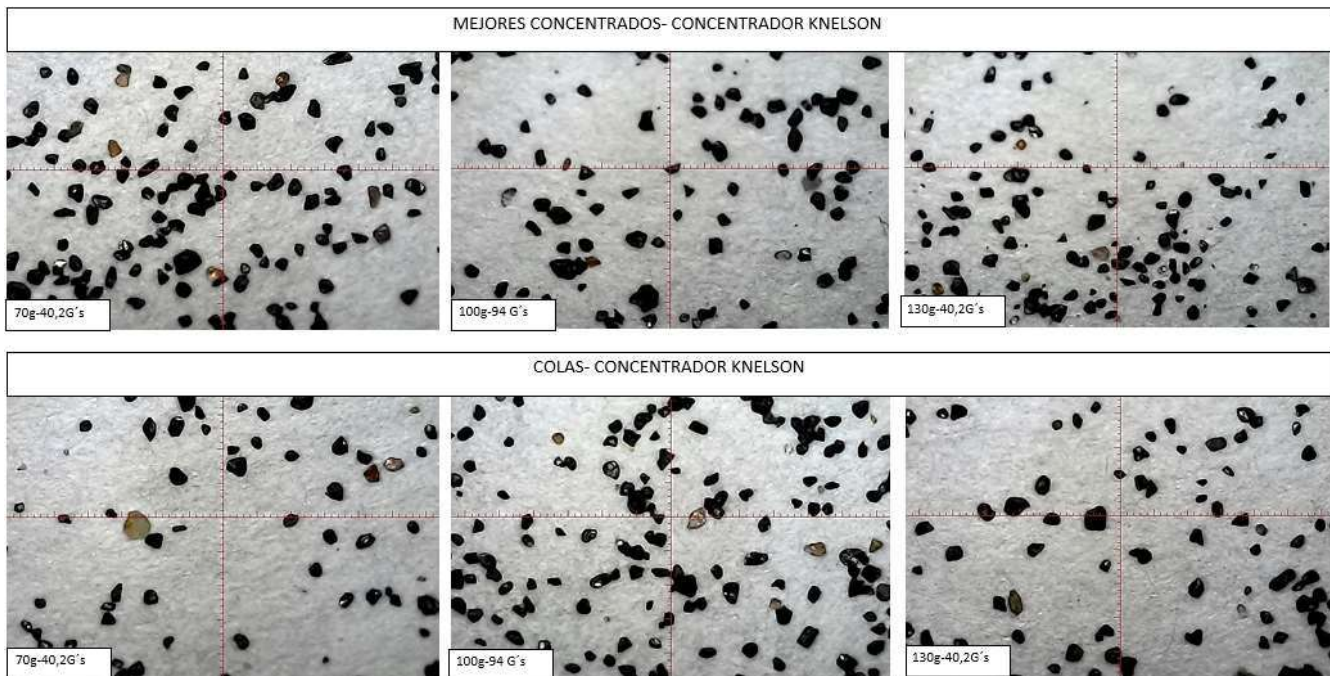 MEJORES CONCENTRADOS- CONCENTRADOR KNELSON
70g-40,2G´s
100g-94 G´s
130g-40,2G´s
COLAS- CONCENTRADOR KNELSON
70g-40,2G´s
100g-94 G´s
130g-40,2G´s